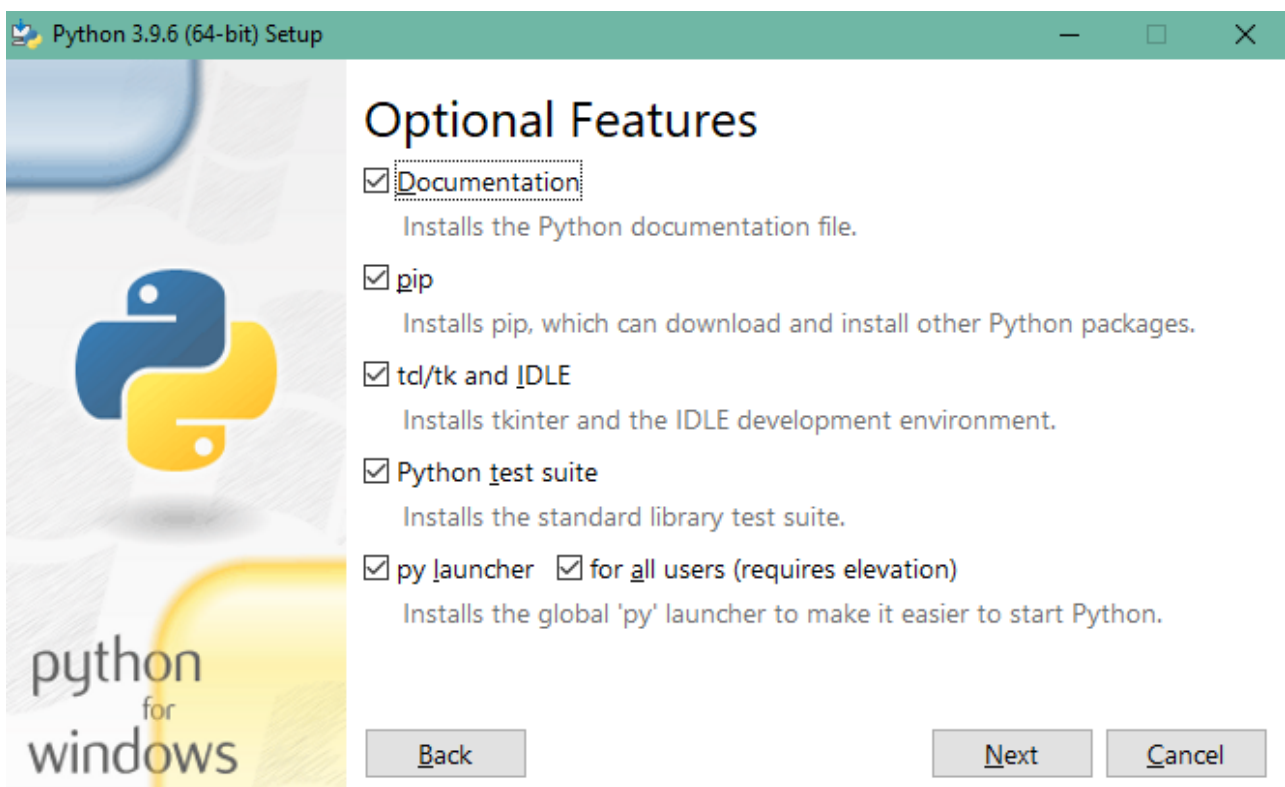 Python 3.9.6 (64-bit) Setup
Optional Features
Documentation
Installs the Python documentation file.
pip
Installs pip, which can download and install other Python packages.
tcl/tk and IDLE
Installs tkinter and the IDLE development environment.
Python test suite
Installs the standard library test suite.
py launcher for all users (requires elevation)
Installs the global 'py' launcher to make it easier to start Python.
python
for
windows
Back Next Cancel